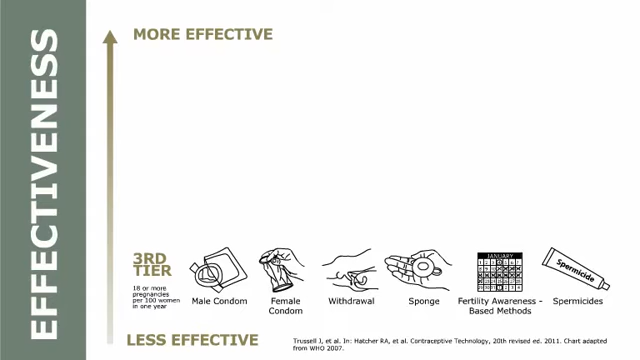 EFFECTIVENESS
MORE EFFECTIVE
3RD
TIER
18 or more
pregnancies
per 100 women
in one year
Male Condom
Female
Condom
Withdrawal
Sponge
JANUARY
Fertility Awareness -
Based Methods
Spermicide
Spermicides
LESS EFFECTIVE
Trussell J, et al. In: Hatcher RA, et al. Contraceptive Technology, 20th revised ed. 2011. Chart adapted
from WHO 2007.